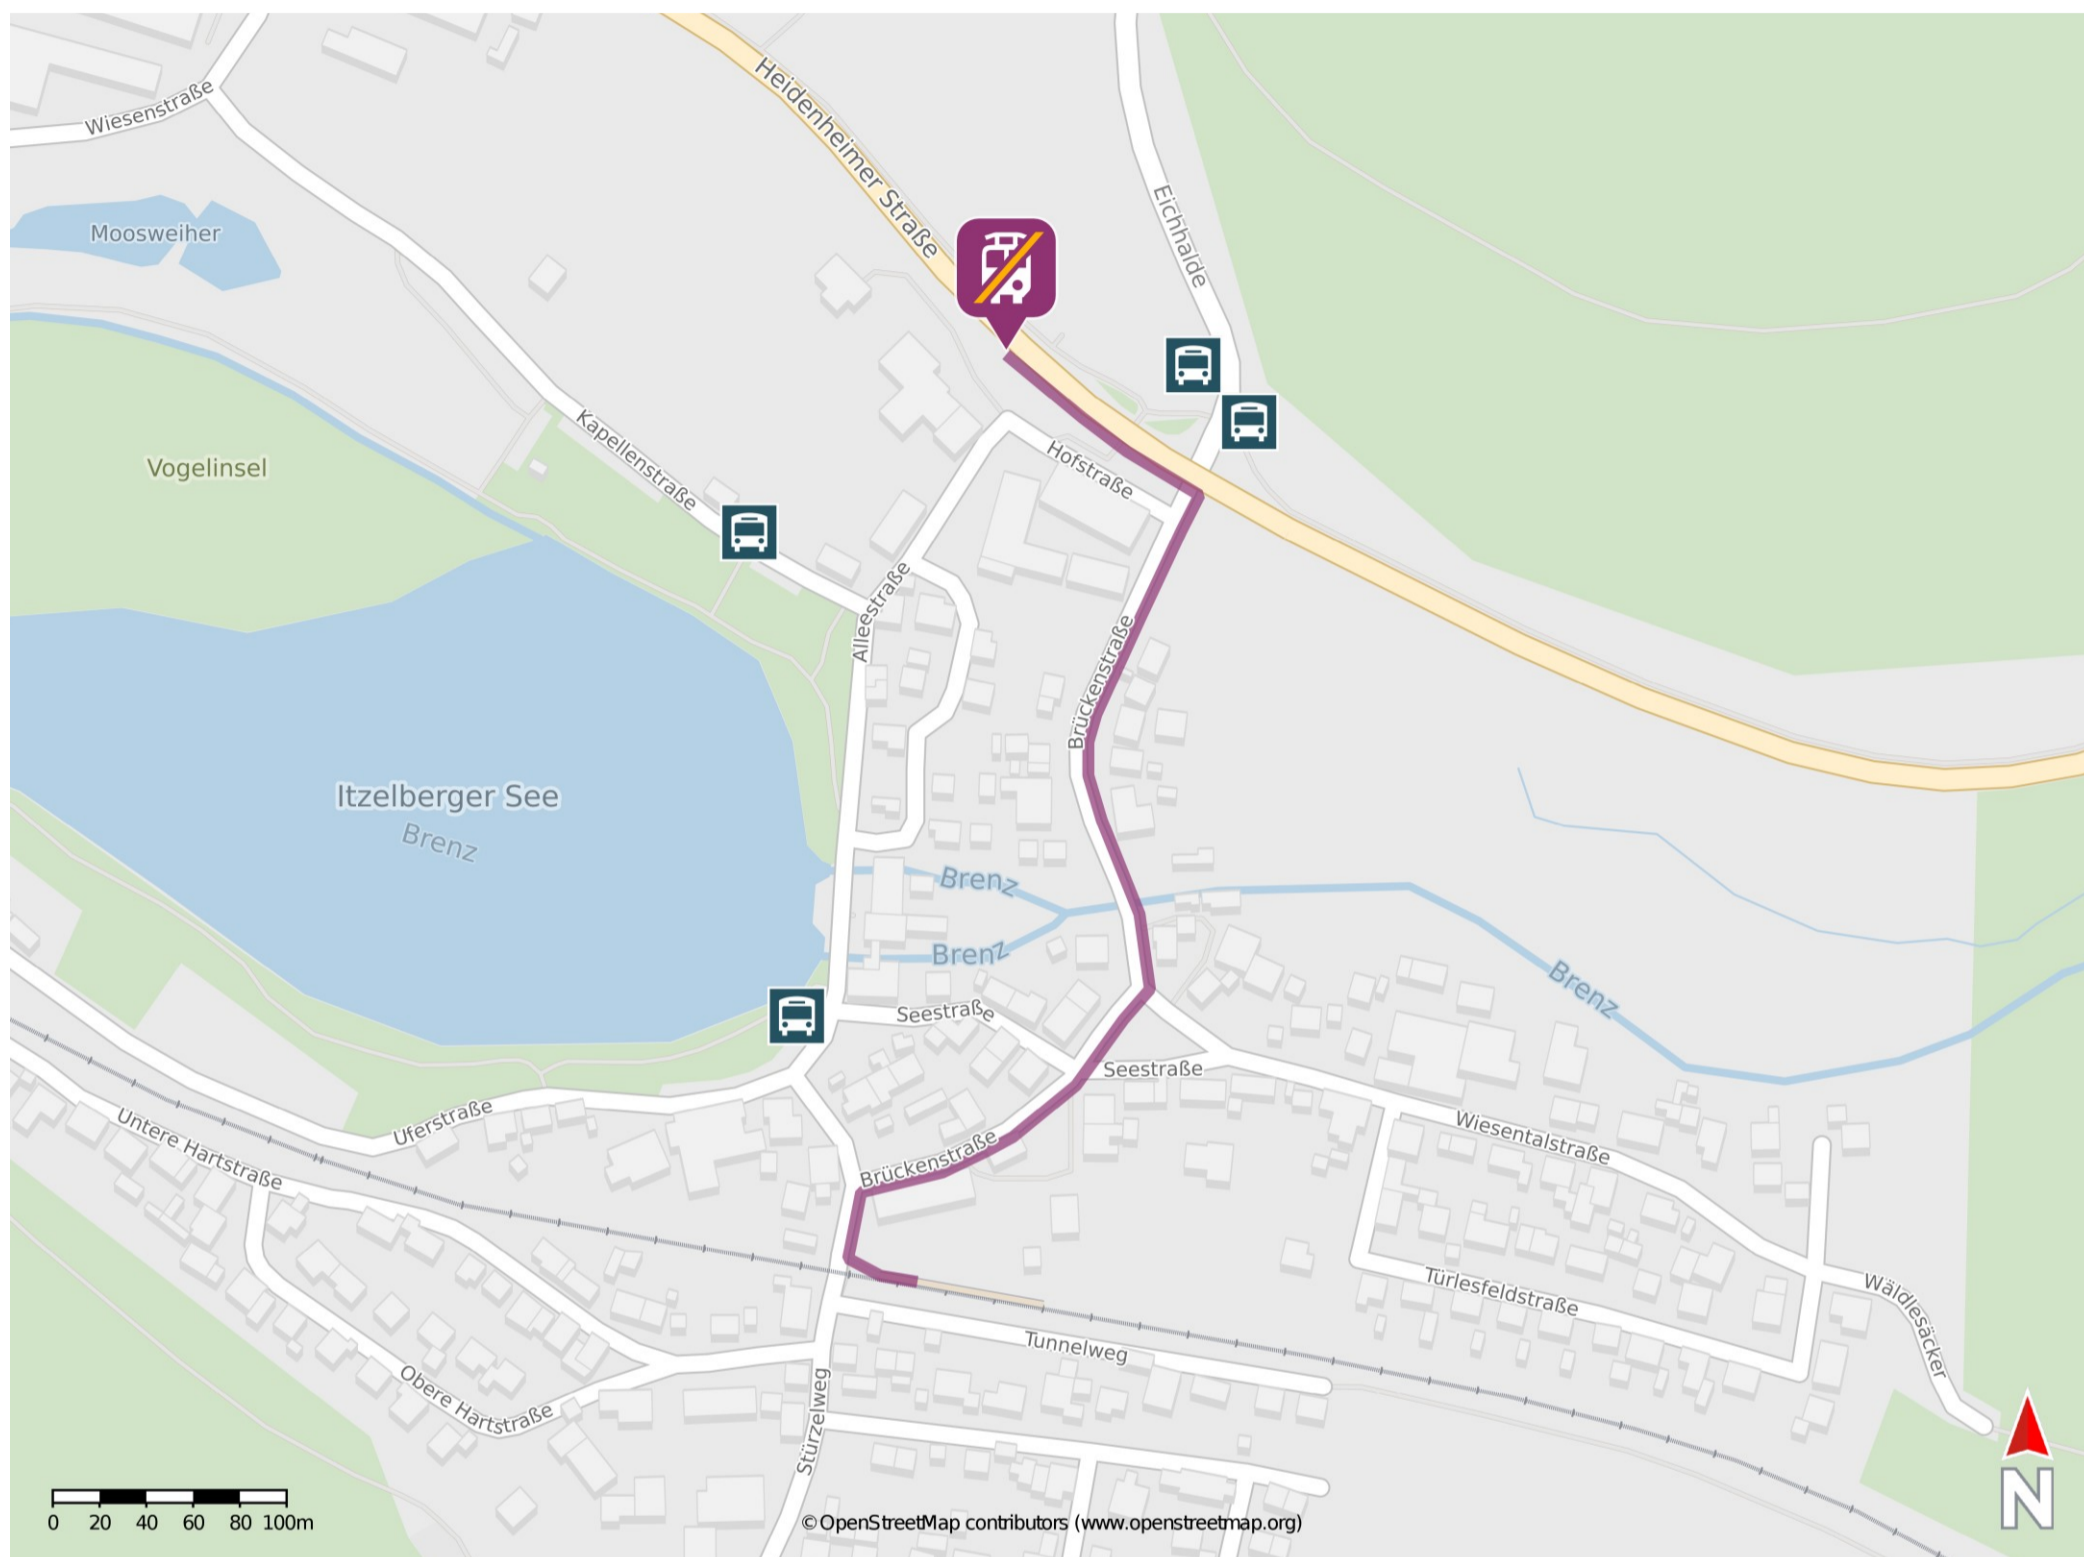 Heidenheimer Straße
Wiesenstraße
Eichhalde
Moosweiher
Kapellenstraße
Hofstraße
Vogelinsel
Alleestraße
Brückenstraße
Itzelberger See
Brenz
Brenz
Brenz
Brenz
Seestraße
Seestraße
Uferstraße
Untere Hartstraße
Brückenstraße
Wiesentalstraße
Türlesfeldstraße
Wäldlesäcker
Tunnelweg
Obere Hartstraße
Stürzelweg
N
0 20 40 60 80 100m
© OpenStreetMap contributors (www.openstreetmap.org)